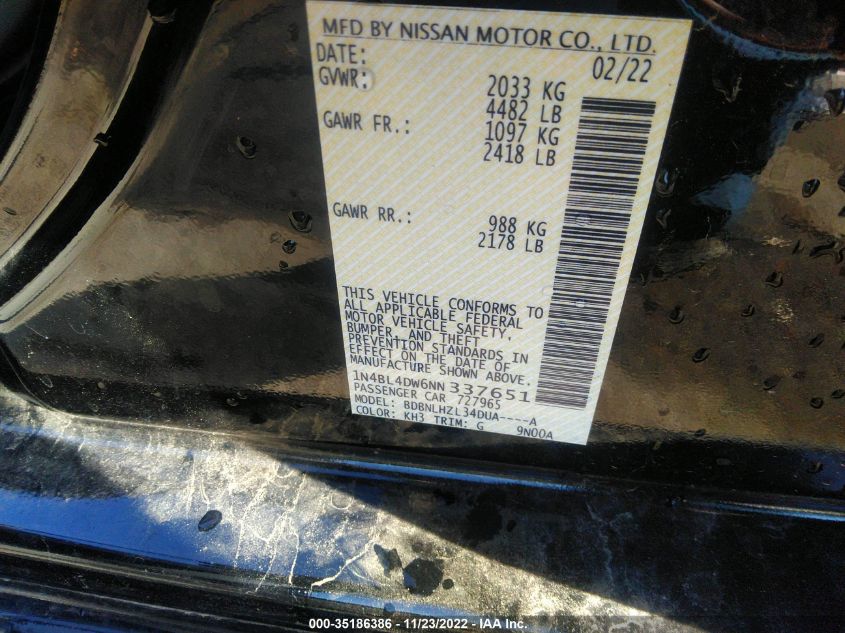 MFD BY NISSAN MOTOR CO., LTD.
DATE: 02/22
GVWR: 2033 KG
4482 LB
GAWR FR.: 1097 KG
2418 LB
GAWR RR.: 988 KG
2178 LB
THIS VEHICLE CONFORMS TO
ALL APPLICABLE FEDERAL
MOTOR VEHICLE SAFETY,
BUMPER, AND THEFT
PREVENTION STANDARDS IN
EFFECT ON THE DATE OF
MANUFACTURE SHOWN ABOVE.
1N4BL4DW6NN 337651
PASSENGER CAR 727965
MODEL: BDBNLHZL34DUA----A
COLOR: KH3 TRIM: G 9N00A
000-35186386 - 11/23/2022 - IAA Inc.